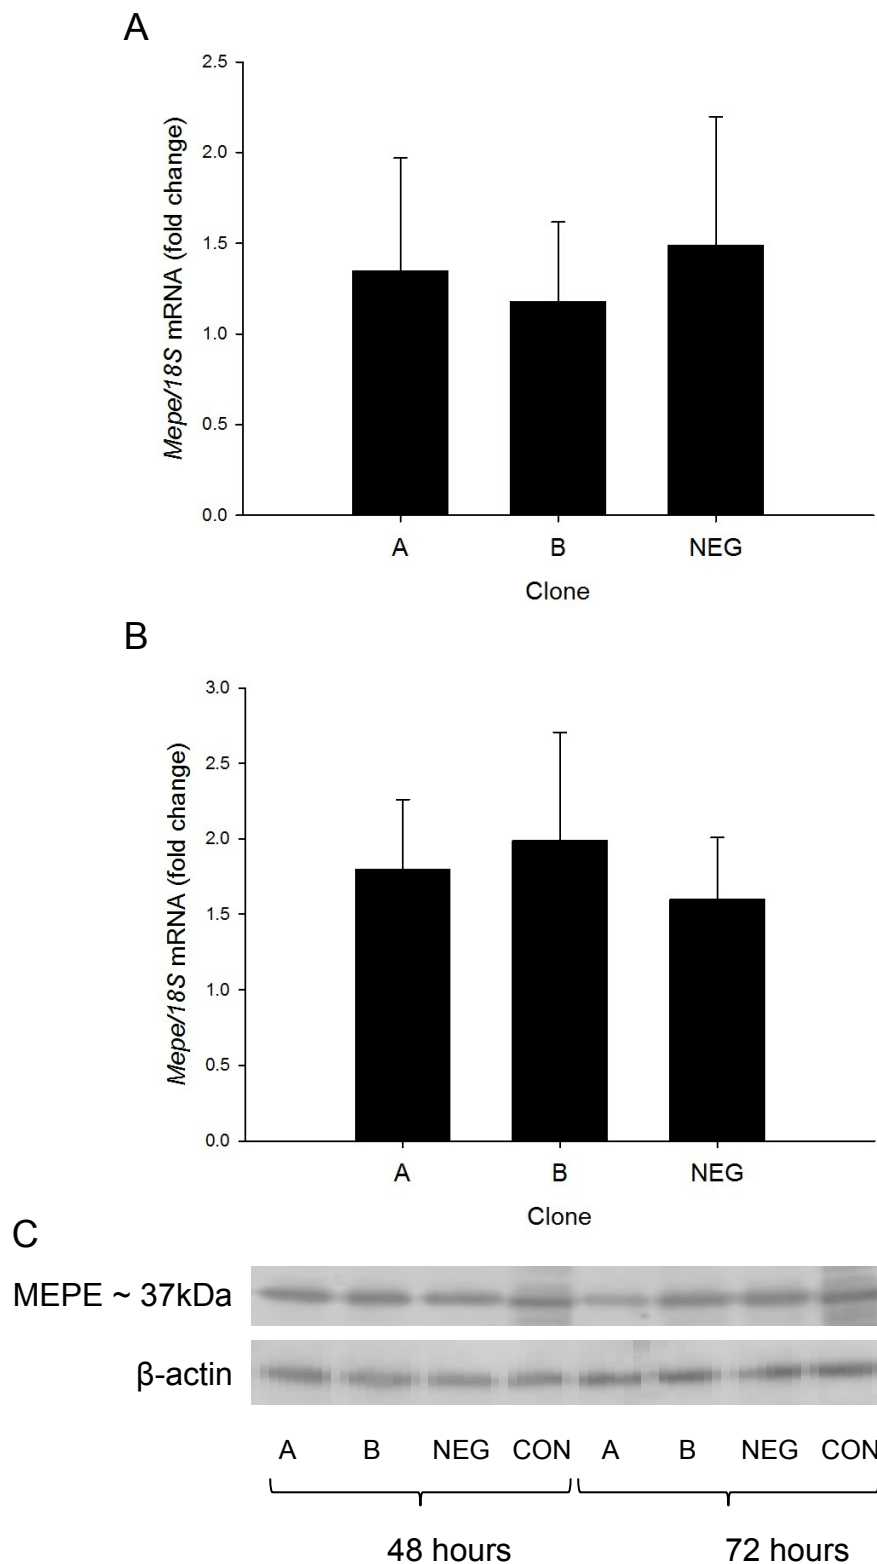 A
2.5
2.0
1.5
1.0
0.5
0.0
Mepe/18S mRNA (fold change)
A B NEG
Clone
B
3.0
2.5
2.0
1.5
1.0
0.5
0.0
Mepe/18S mRNA (fold change)
A B NEG
Clone
C
MEPE ~ 37kDa
β-actin
A B NEG CON A B NEG CON
48 hours 72 hours